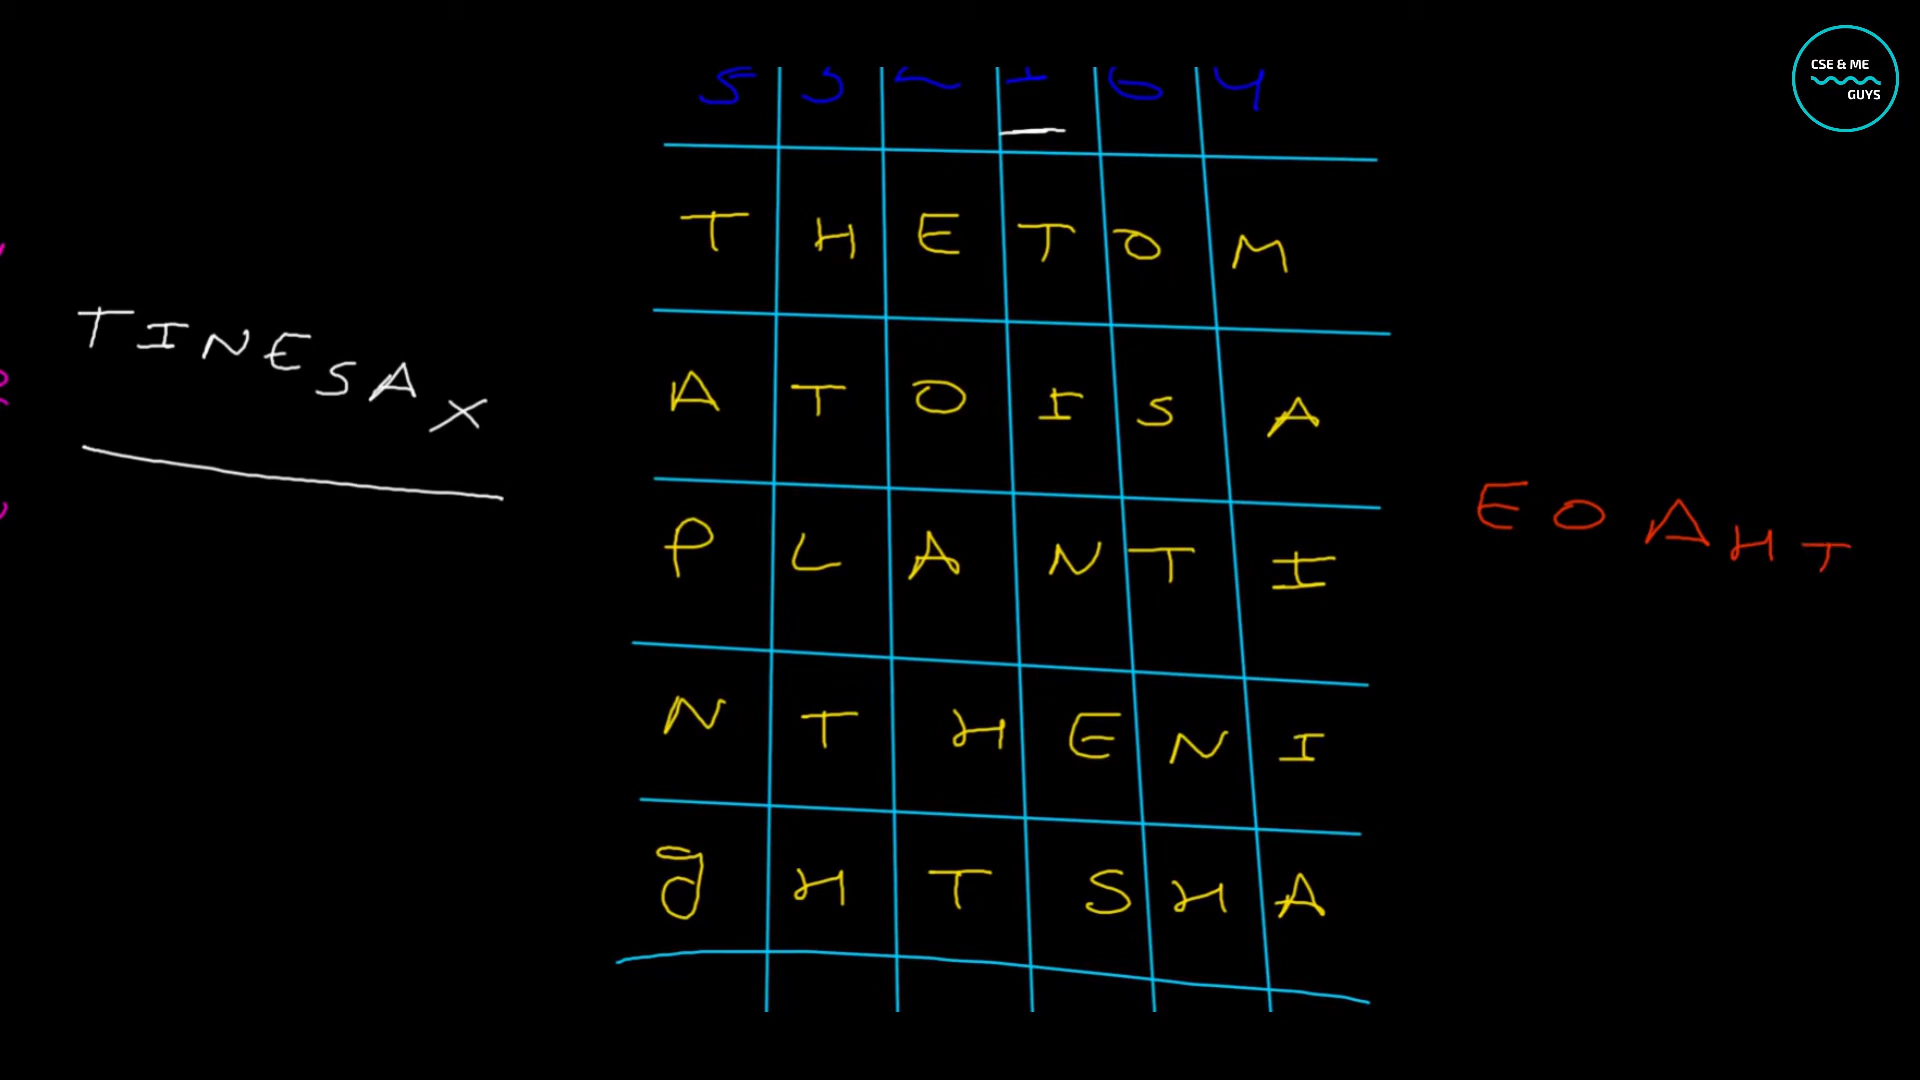 CSE & ME
GUYS
5 3 2 1 6 4
T H E T O M
A T O I S A
P L A N T I
N T H E N I
g H T S H A
TINESAX
EOAHT